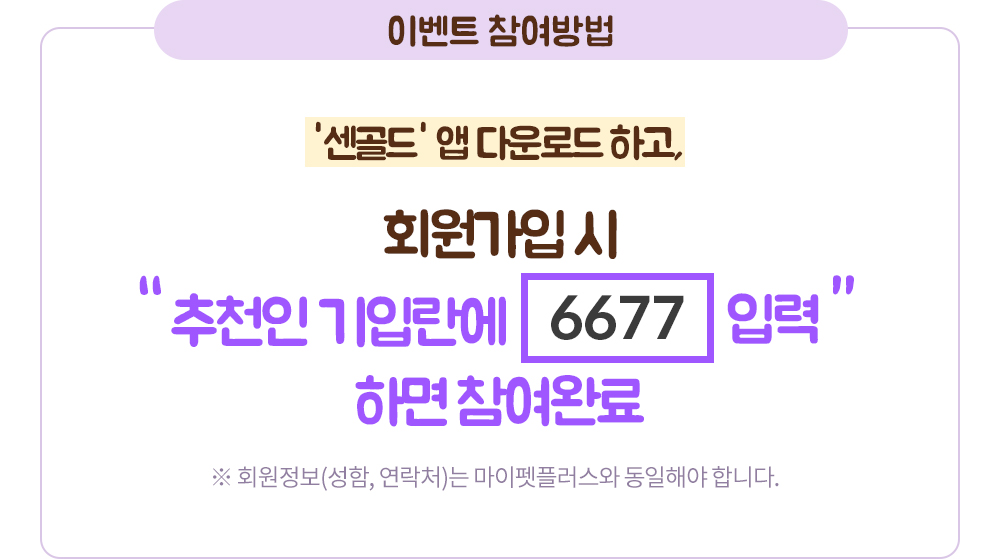 이벤트 참여방법
'센골드' 앱 다운로드 하고,
회원가입 시
"추천인 기입란에 6677 입력"
하면 참여완료
※ 회원정보(성함, 연락처)는 마이펫플러스와 동일해야 합니다.